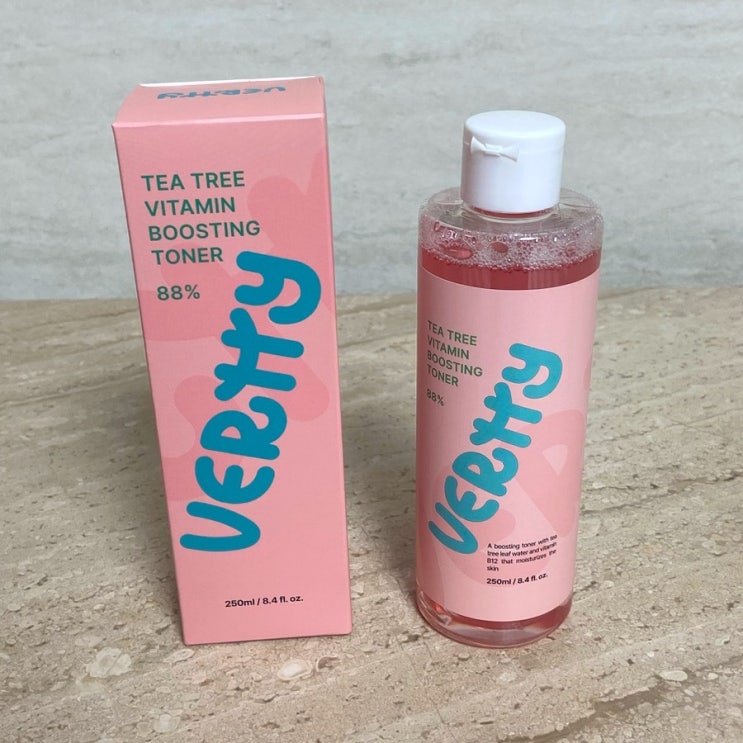 VERTTY
TEA TREE
VITAMIN
BOOSTING
TONER
88%
VERTTY
250ml / 8.4 fl. oz.
TEA TREE
VITAMIN
BOOSTING
TONER
88%
VERTTY
A boosting toner with tea
tree leaf water and vitamin
B12 that moisturizes the
skin
250ml / 8.4 fl. oz.